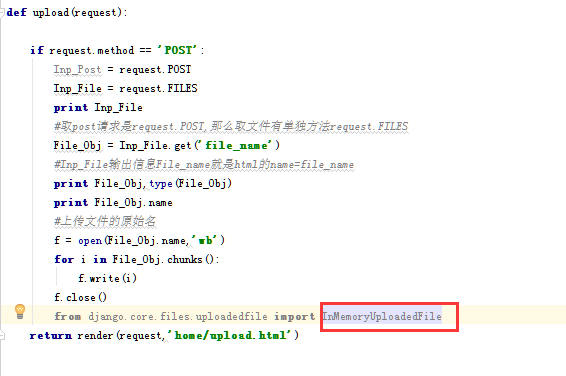 def upload(request):
if request.method == 'POST':
Inp_Post = request.POST
Inp_File = request.FILES
print Inp_File
#取post请求是request.POST,那么取文件有单独方法request.FILES
File_Obj = Inp_File.get('file_name')
#Inp_File输出信息File_name就是html的name=file_name
print File_Obj,type(File_Obj)
print File_Obj.name
#上传文件的原始名
f = open(File_Obj.name,'wb')
for i in File_Obj.chunks():
f.write(i)
f.close()
from django.core.files.uploadedfile import InMemoryUploadedFile
return render(request,'home/upload.html')